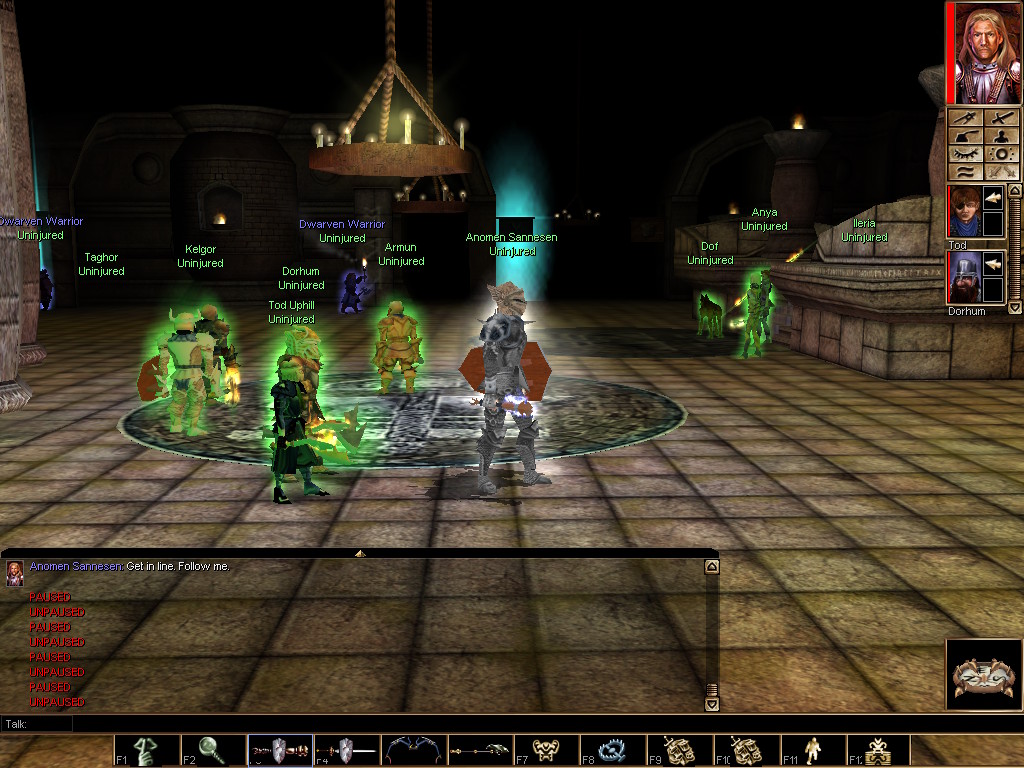 Dwarven Warrior
Uninjured
Taghor
Uninjured
Kelgor
Uninjured
Dwarven Warrior
Uninjured
Dorhum
Uninjured
Armun
Uninjured
Tod Uphill
Uninjured
Anomen Sannesen
Uninjured
Dof
Uninjured
Anya
Uninjured
Ileria
Uninjured
Tod
Dorhum
Anomen Sannesen: Get in line. Follow me.
PAUSED
UNPAUSED
PAUSED
UNPAUSED
PAUSED
UNPAUSED
PAUSED
UNPAUSED
Talk:
F1 F2 F4 F7 F8 F9 F10 F11 F12